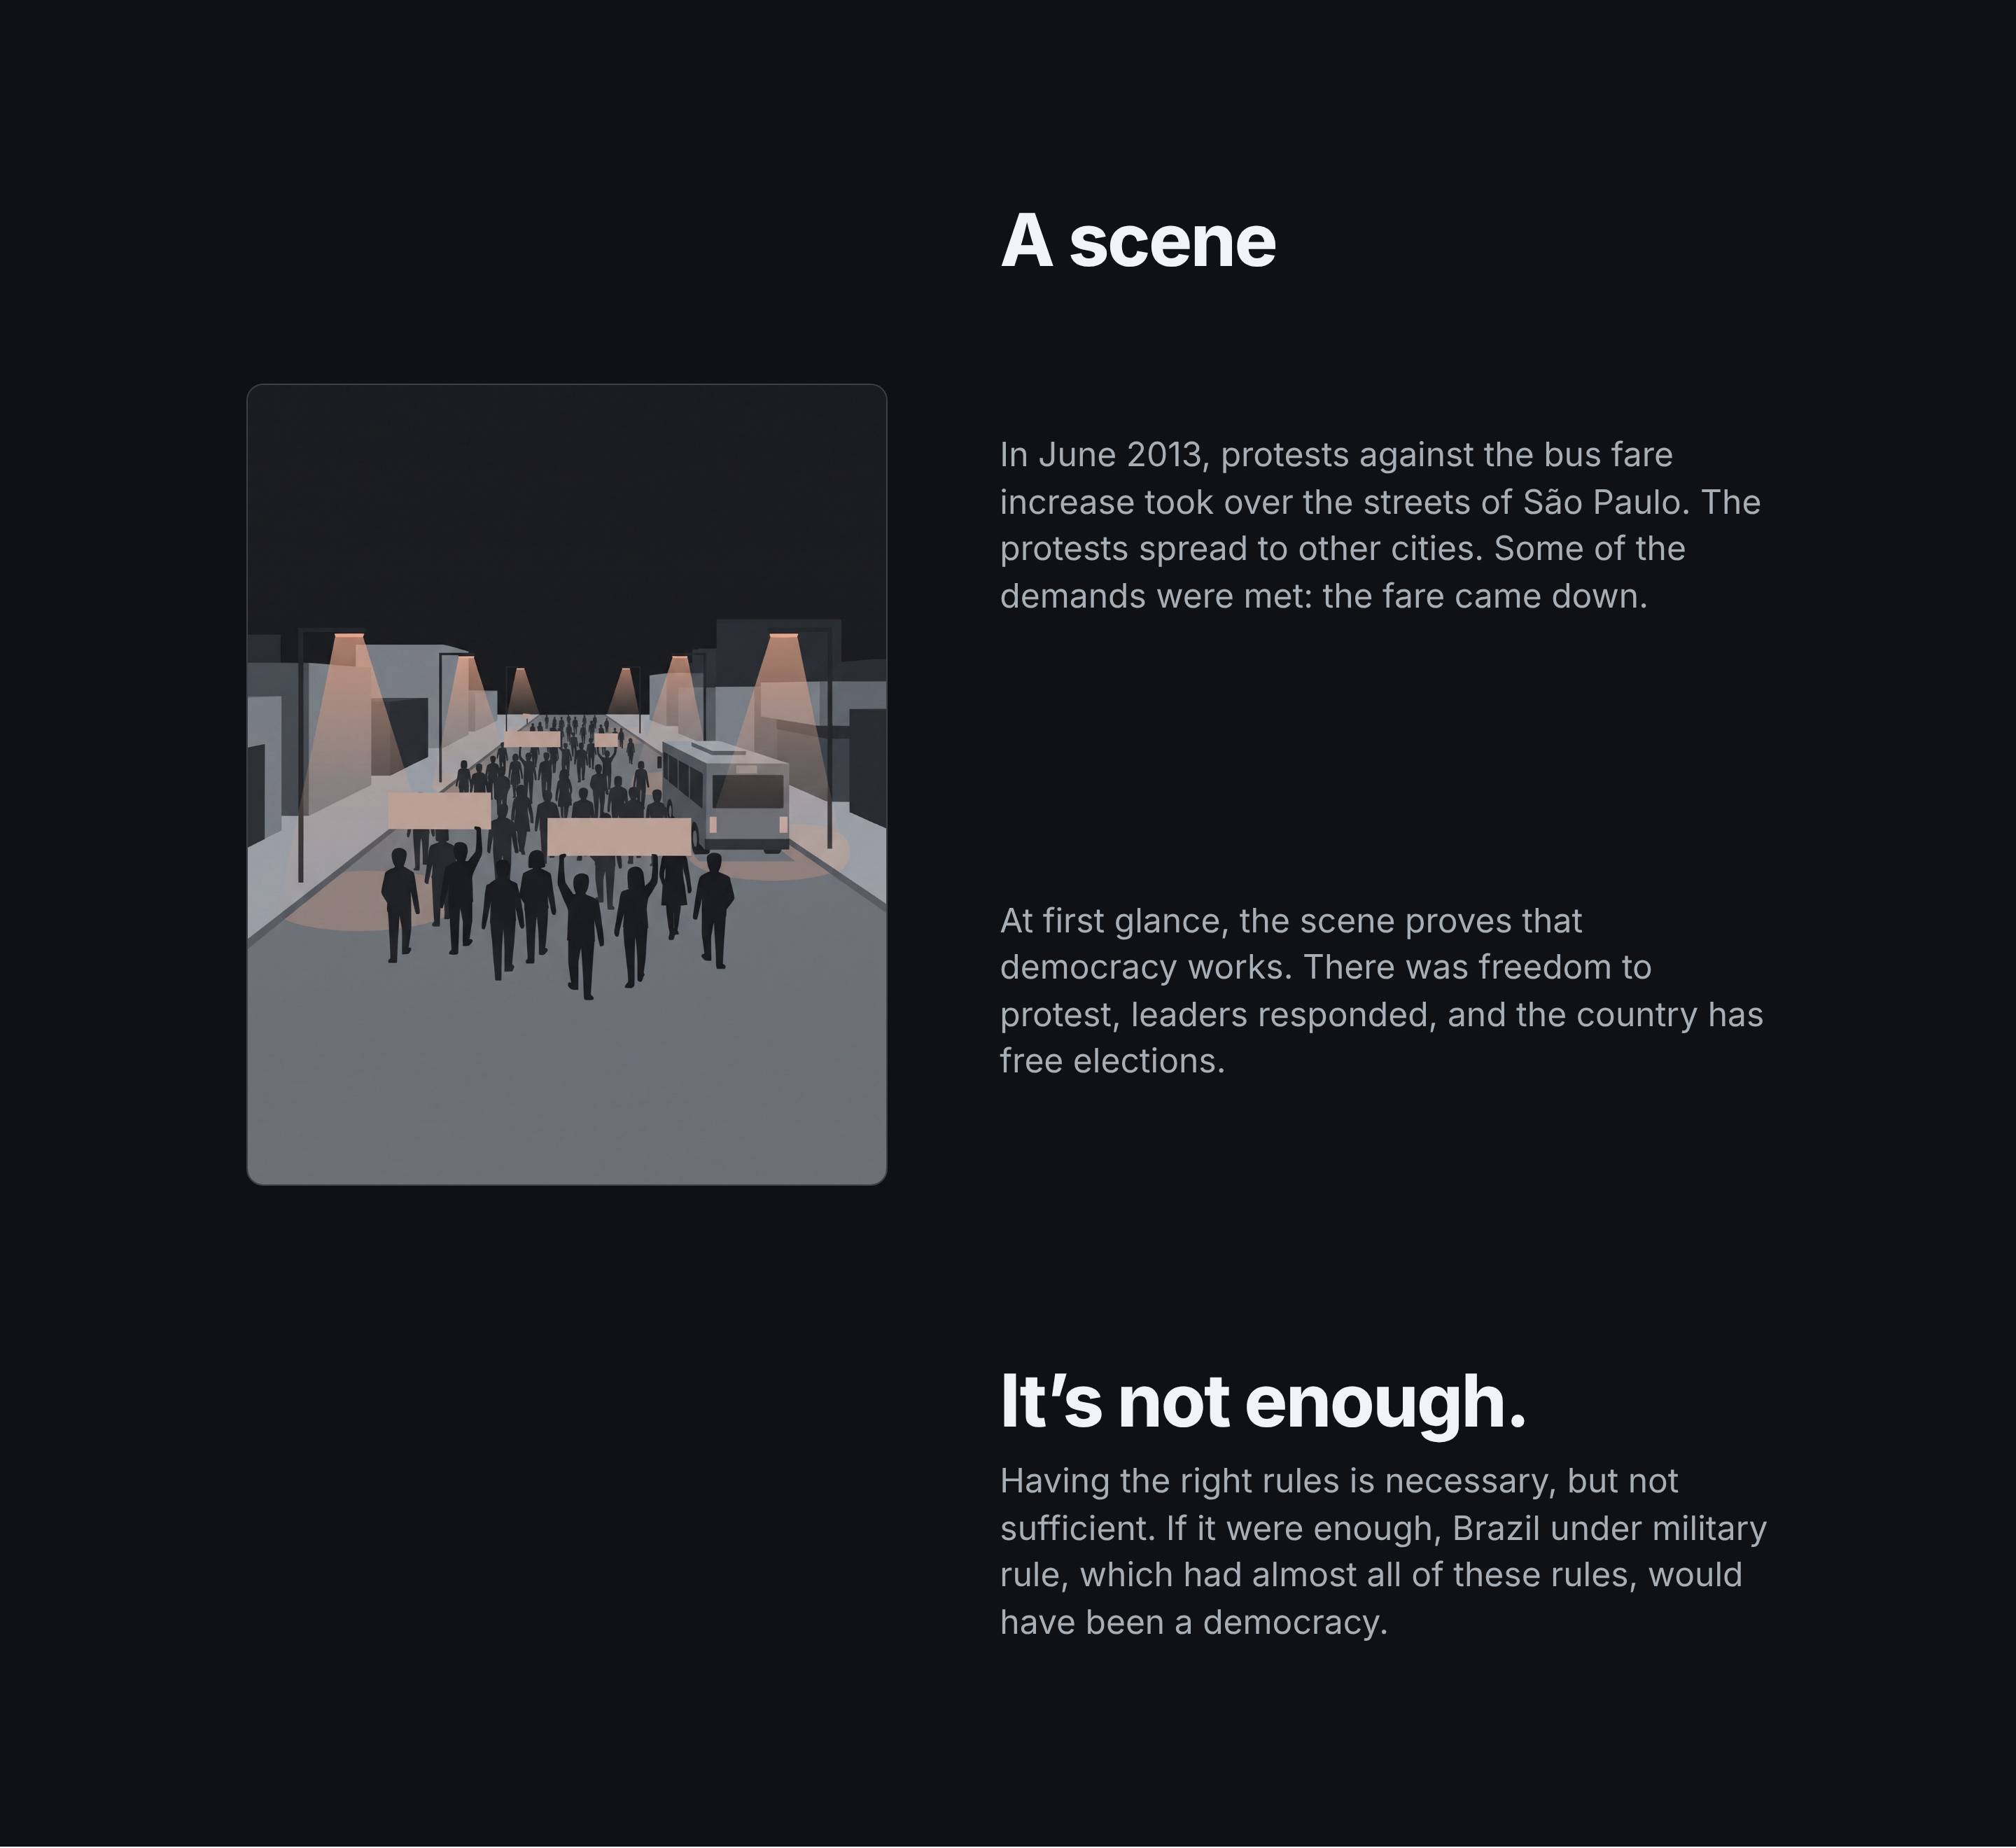 A scene
In June 2013, protests against the bus fare
increase took over the streets of São Paulo. The
protests spread to other cities. Some of the
demands were met: the fare came down.
At first glance, the scene proves that
democracy works. There was freedom to
protest, leaders responded, and the country has
free elections.
It’s not enough.
Having the right rules is necessary, but not
sufficient. If it were enough, Brazil under military
rule, which had almost all of these rules, would
have been a democracy.